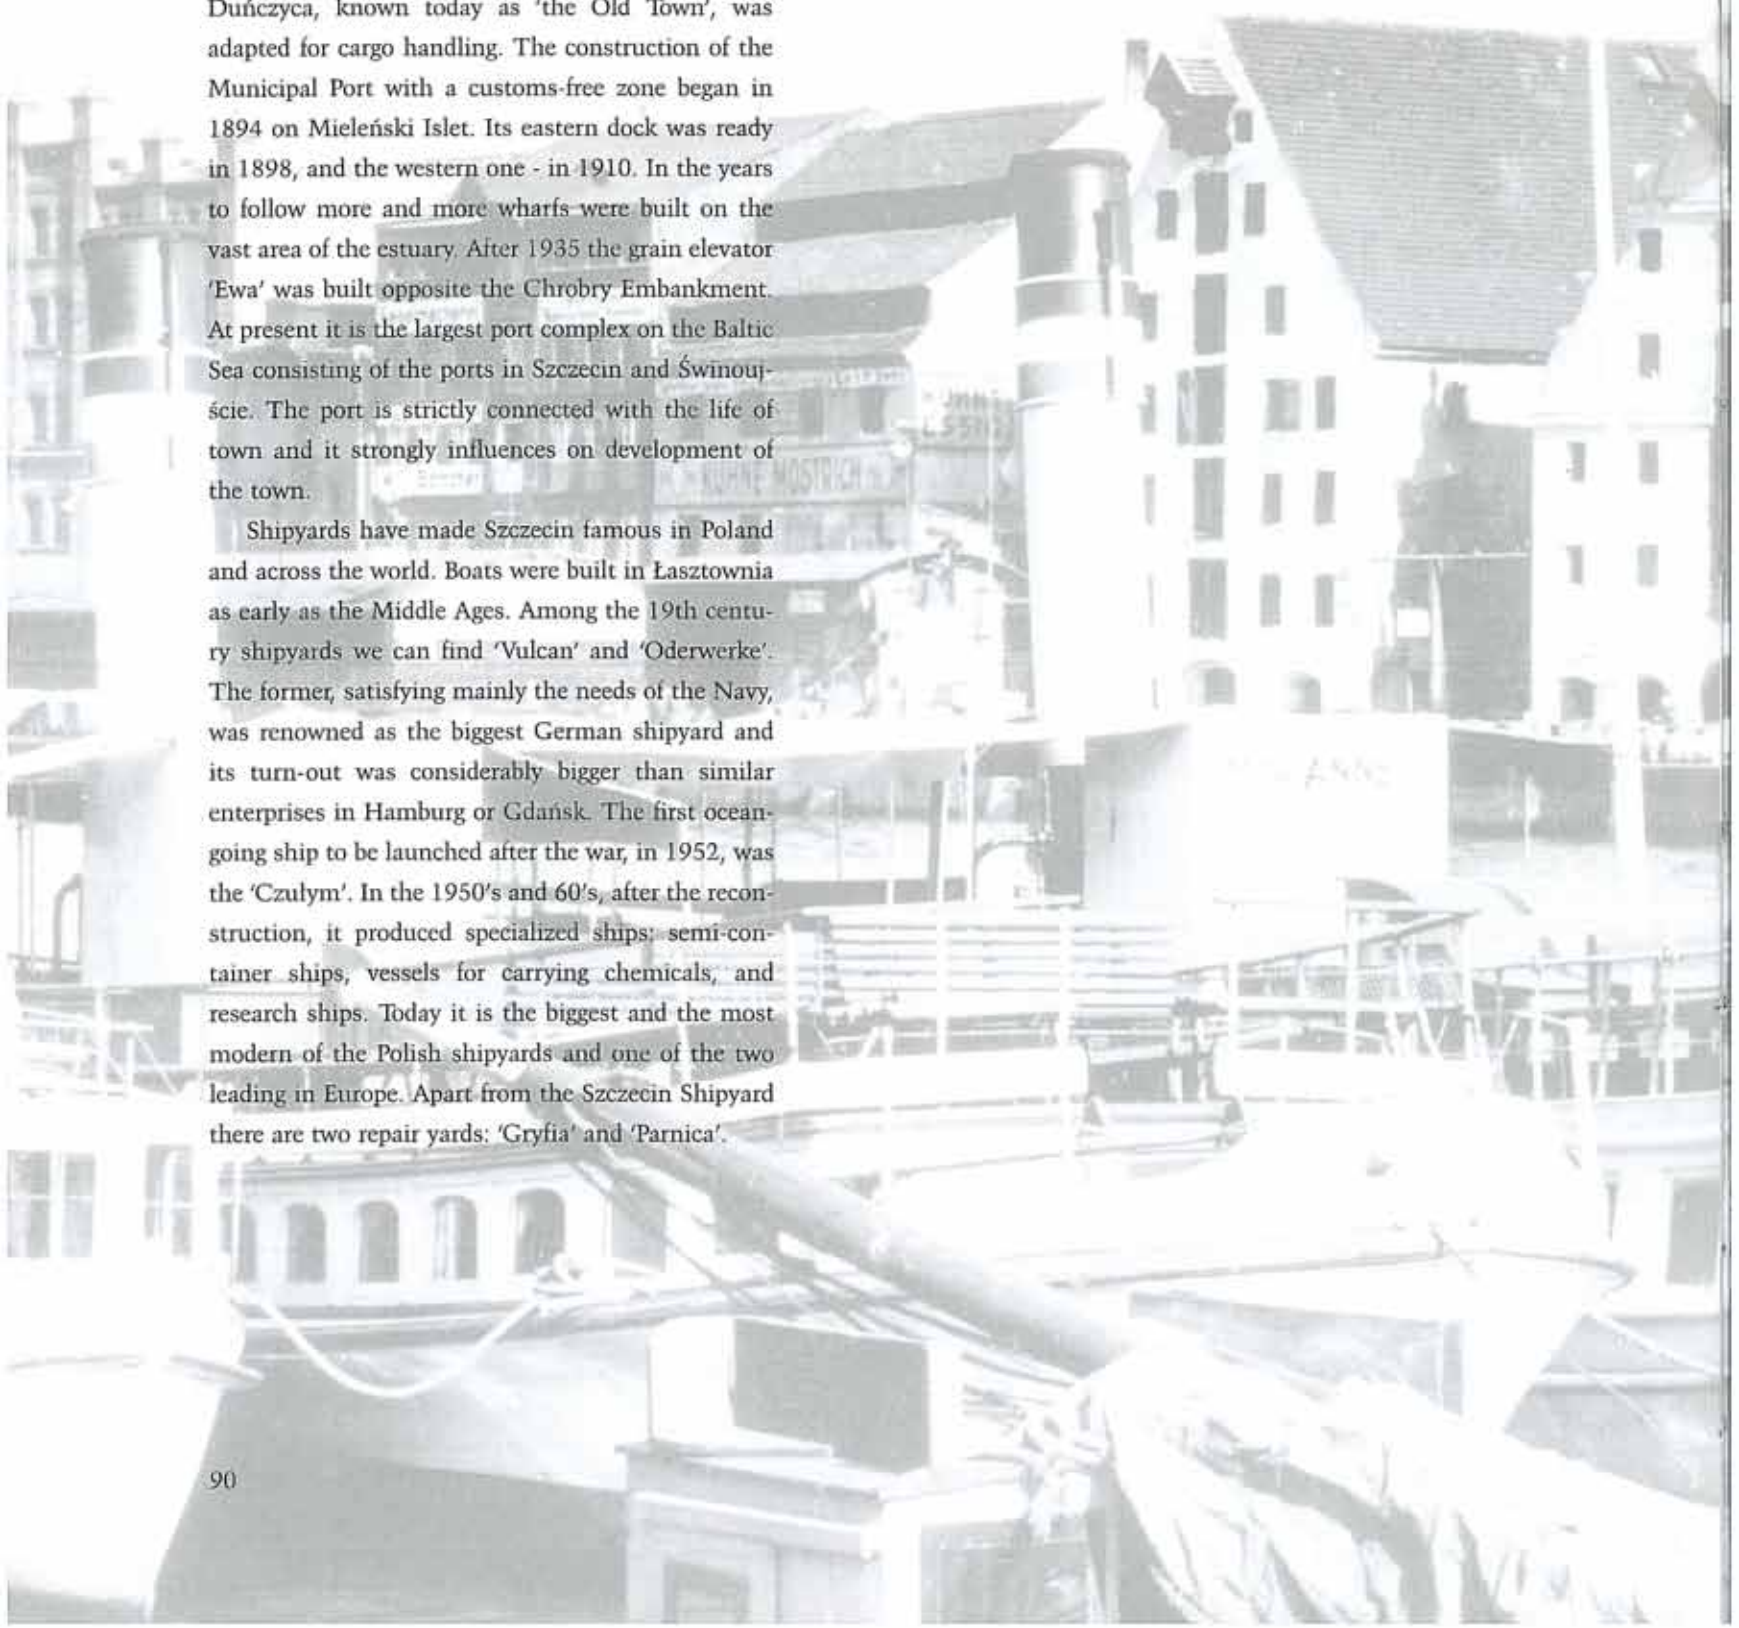 Duńczyca, known today as 'the Old Town', was
adapted for cargo handling. The construction of the
Municipal Port with a customs-free zone began in
1894 on Mieleński Islet. Its eastern dock was ready
in 1898, and the western one - in 1910. In the years
to follow more and more wharfs were built on the
vast area of the estuary. After 1935 the grain elevator
'Ewa' was built opposite the Chrobry Embankment.
At present it is the largest port complex on the Baltic
Sea consisting of the ports in Szczecin and Świnouj-
ście. The port is strictly connected with the life of
town and it strongly influences on development of
the town.
Shipyards have made Szczecin famous in Poland
and across the world. Boats were built in Łasztownia
as early as the Middle Ages. Among the 19th centu-
ry shipyards we can find 'Vulcan' and 'Oderwerke'.
The former, satisfying mainly the needs of the Navy,
was renowned as the biggest German shipyard and
its turn-out was considerably bigger than similar
enterprises in Hamburg or Gdańsk. The first ocean-
going ship to be launched after the war, in 1952, was
the 'Czułym'. In the 1950's and 60's, after the recon-
struction, it produced specialized ships: semi-con-
tainer ships, vessels for carrying chemicals, and
research ships. Today it is the biggest and the most
modern of the Polish shipyards and one of the two
leading in Europe. Apart from the Szczecin Shipyard
there are two repair yards: 'Gryfia' and 'Parnica'.
KÜHNE MOSTRICH
90